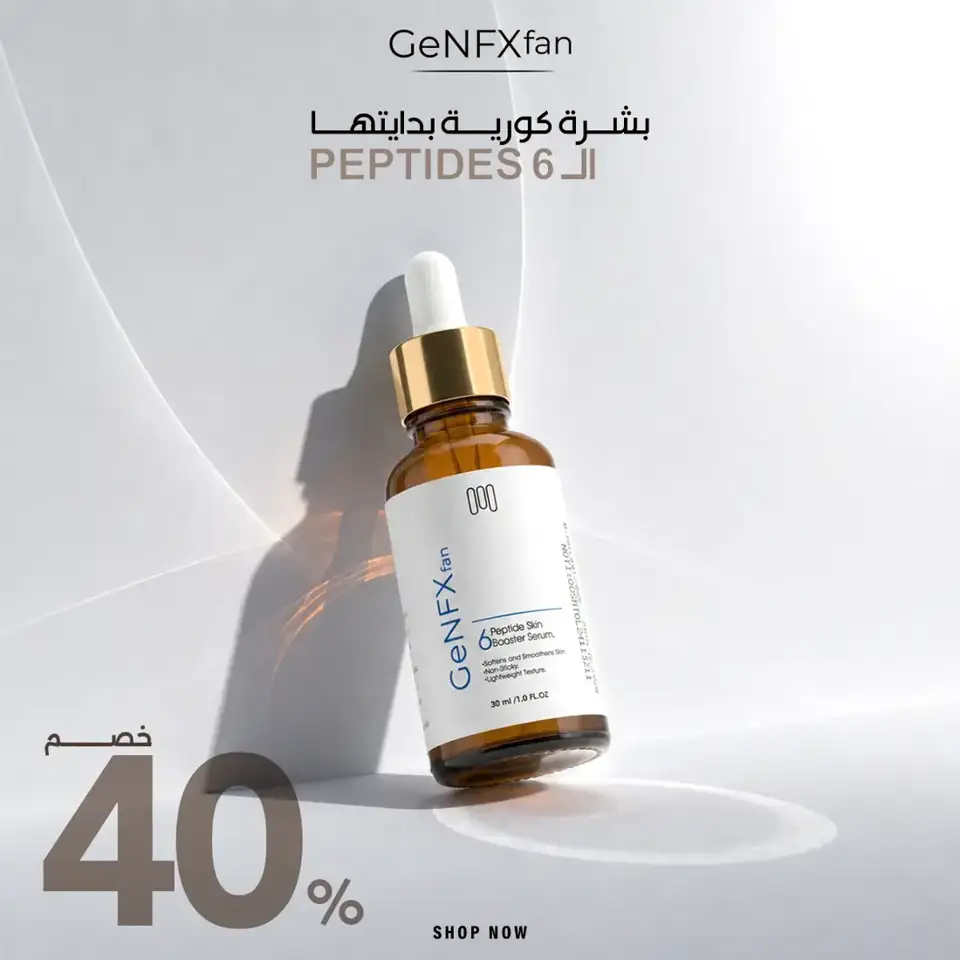 GeNFXfan
بشرة كورية بدايتها
الـ 6 PEPTIDES
GeNFXfan
6 Peptide Skin
Booster Serum.
•Softens and Smoothens Skin.
•Non-Sticky.
•Lightweight Texture.
30 ml /1.0 FL.OZ
خصم
40%
SHOP NOW